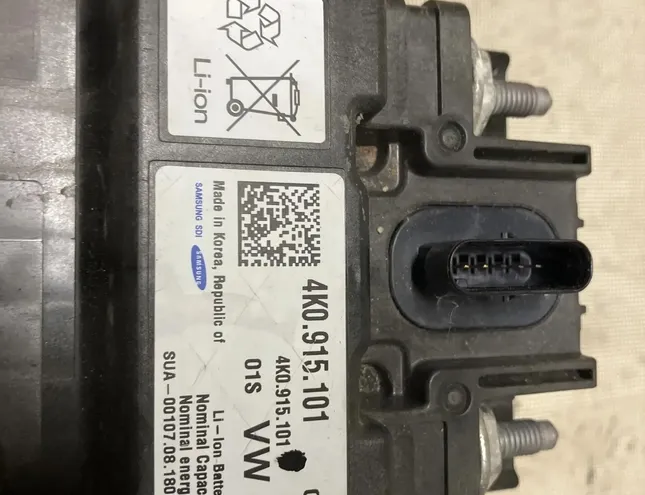 Li-ion
4K0.915.101
4K0.915.101
01S
VW
Made in Korea, Republic of
SAMSUNG SDI
SAMSUNG
Li-Ion-Batte
Nominal Capac
Nominal energ
SUA-00107.08.180